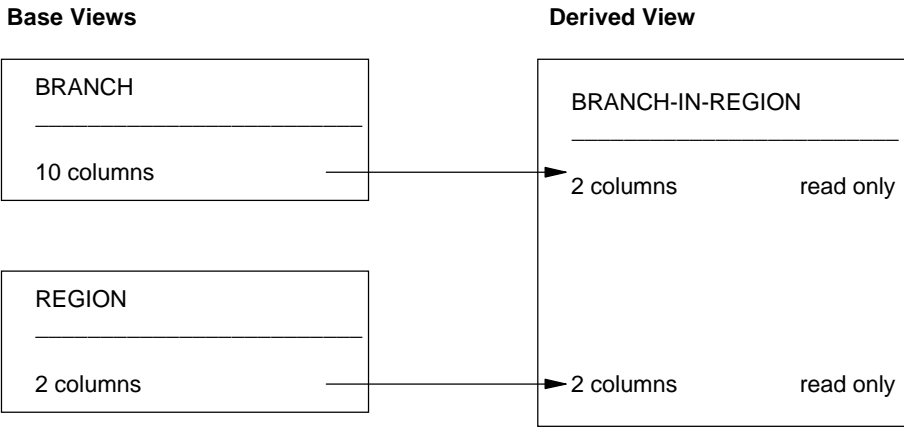 Base Views
Derived View
BRANCH
10 columns
REGION
2 columns
BRANCH-IN-REGION
2 columns read only
2 columns read only